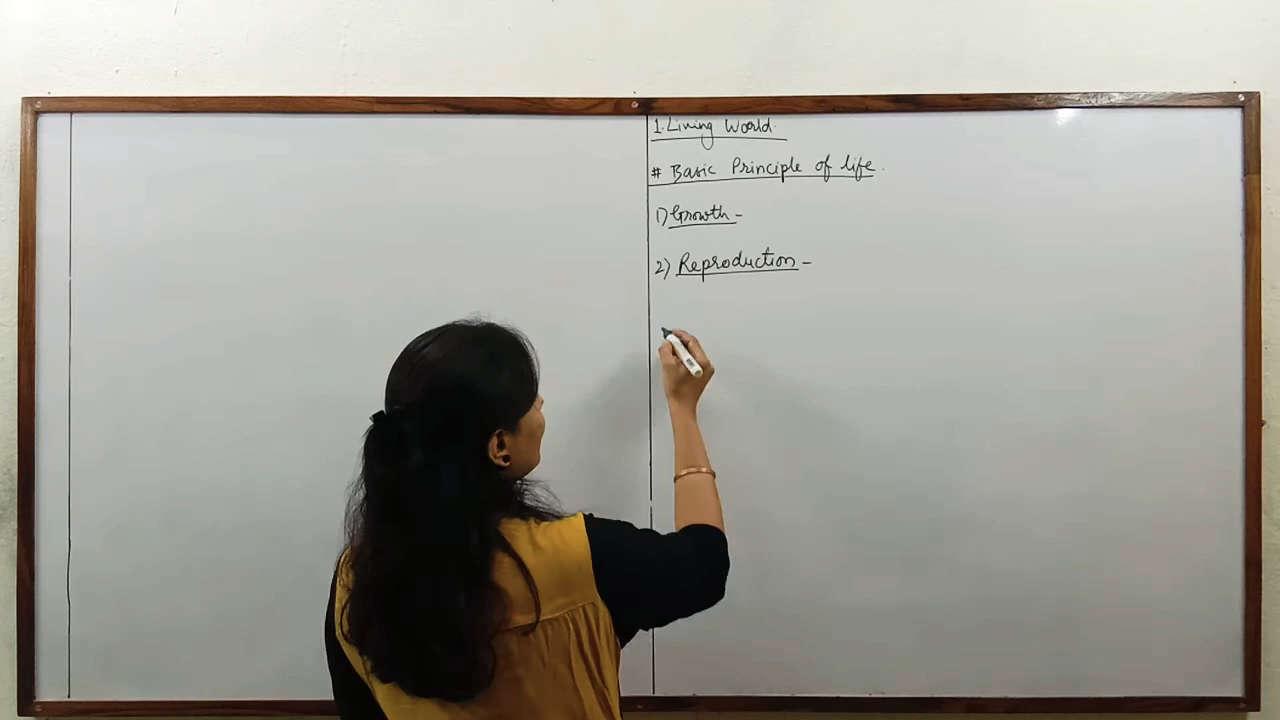 1. Living World.
# Basic Principle of life.
1) Growth -
2) Reproduction -